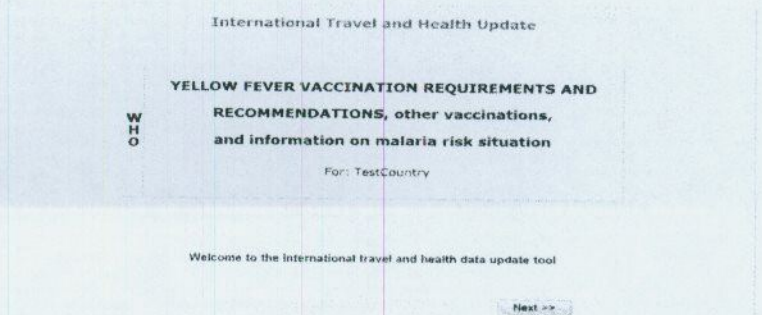 International Travel and Health Update
YELLOW FEVER VACCINATION REQUIREMENTS AND
WHO
RECOMMENDATIONS, other vaccinations,
and information on malaria risk situation
For: TestCountry
Welcome to the international travel and health data update tool
Next >>